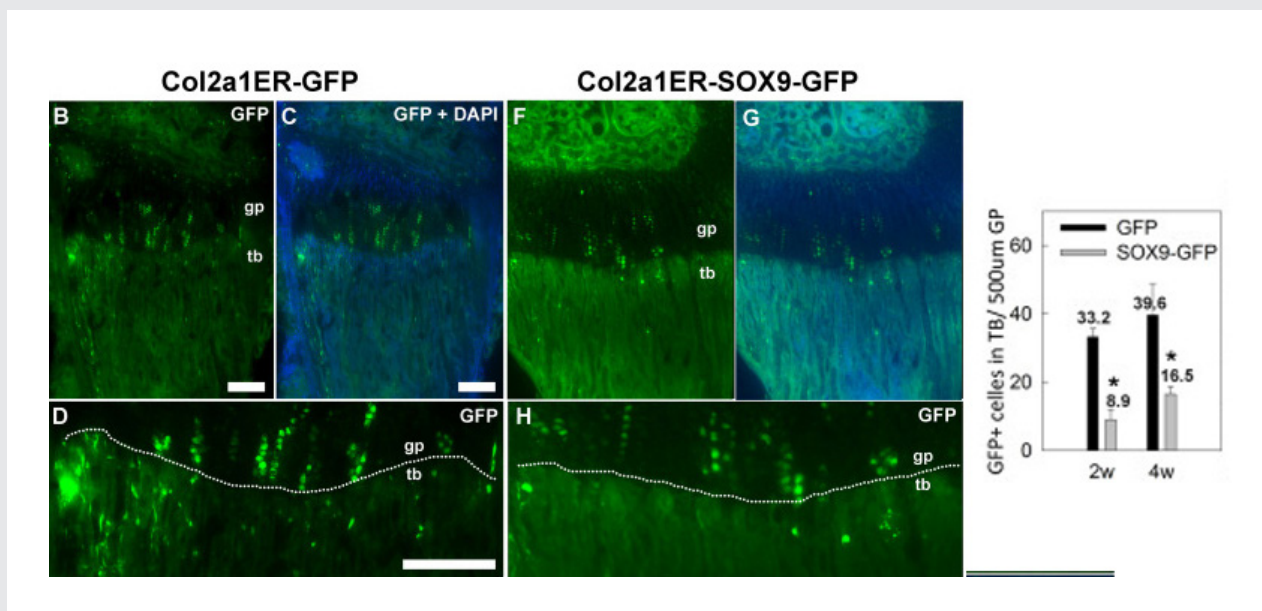 Col2a1ER-GFP
Col2a1ER-SOX9-GFP
B GFP
C GFP + DAPI
gp
tb
F
G
gp
tb
D GFP
gp
tb
H GFP
gp
tb
GFP+ celles in TB/ 500um GP
GFP
SOX9-GFP
60
40
20
0
33.2
*
8.9
39,6
*
16.5
2w
4w